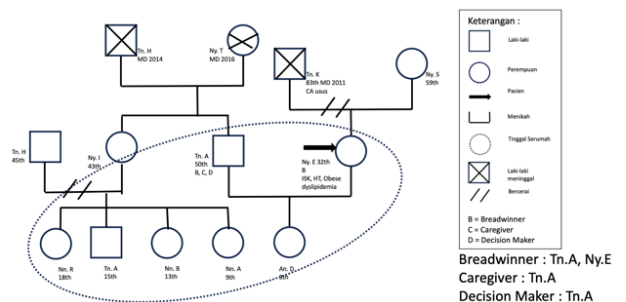 Tn. H
MD 2014
Ny. T
MD 2016
Tn. K
83th MD 2011
CA usus
Ny. S
59th
Tn. H
45th
Ny. I
43th
Tn. A
50th
B, C, D
Ny. E 32th
B
ISK, HT, Obese
dyslipidemia
Nn. R
18th
Tn. A
15th
Nn. B
13th
Nn. A
9th
An. D
Keterangan :
Laki-laki
Perempuan
Pasien
Menikah
Tinggal Serumah
Laki-laki
meninggal
Bercerai
B = Breadwinner
C = Caregiver
D = Decision Maker
Breadwinner : Tn.A, Ny.E
Caregiver : Tn.A
Decision Maker : Tn.A